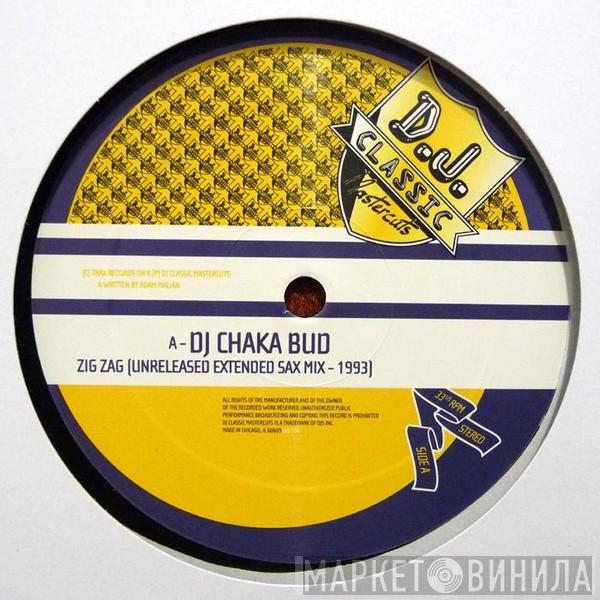 D.J.
CLASSIC
Mastercuts
(C) TRAX RECORDS ON A (P) DJ CLASSIC MASTERCUTS
A WRITTEN BY ADAM MALIAN
A - DJ CHAKA BUD
ZIG ZAG (UNRELEASED EXTENDED SAX MIX - 1993)
ALL RIGHTS OF THE MANUFACTURER AND OF THE OWNER
OF THE RECORDED WORK RESERVED UNAUTHORIZED PUBLIC
PERFORMANCE BROADCASTING AND COPYING THIS RECORD IS PROHIBITED
DJ CLASSIC MASTERCUTS IS A TRADEMARK OF DJS INC.
MADE IN CHICAGO, IL 60609
33 1/3 RPM
STEREO
SIDE A
МАРКЕТ ВИНИЛА